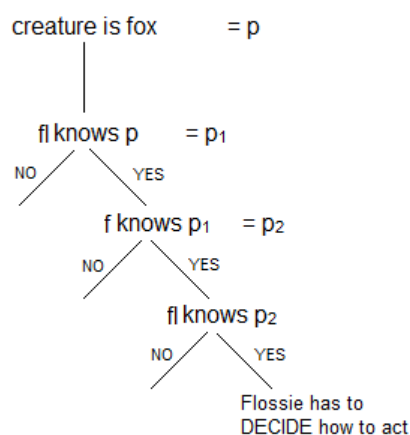 creature is fox = p
fl knows p = p1
NO YES
f knows p1 = p2
NO YES
fl knows p2
NO YES
Flossie has to
DECIDE how to act